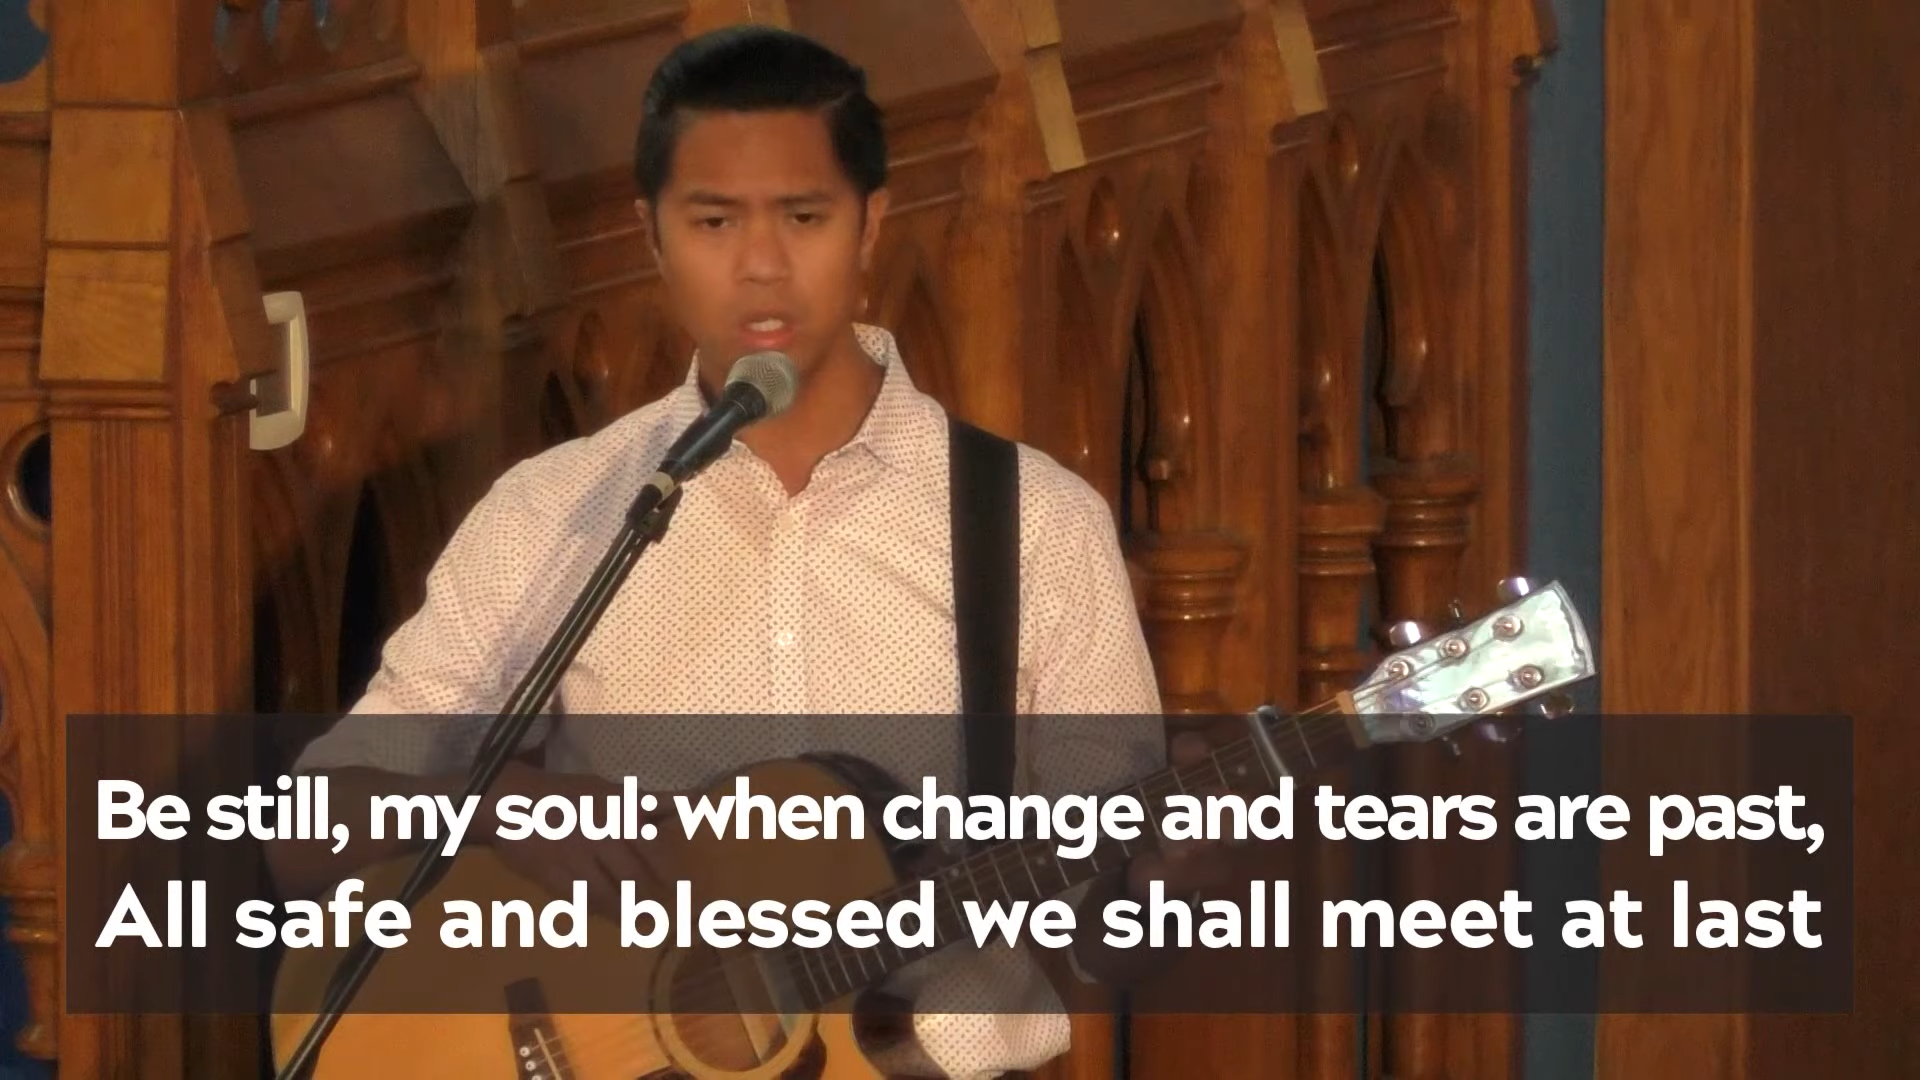 Be still, my soul: when change and tears are past,
All safe and blessed we shall meet at last